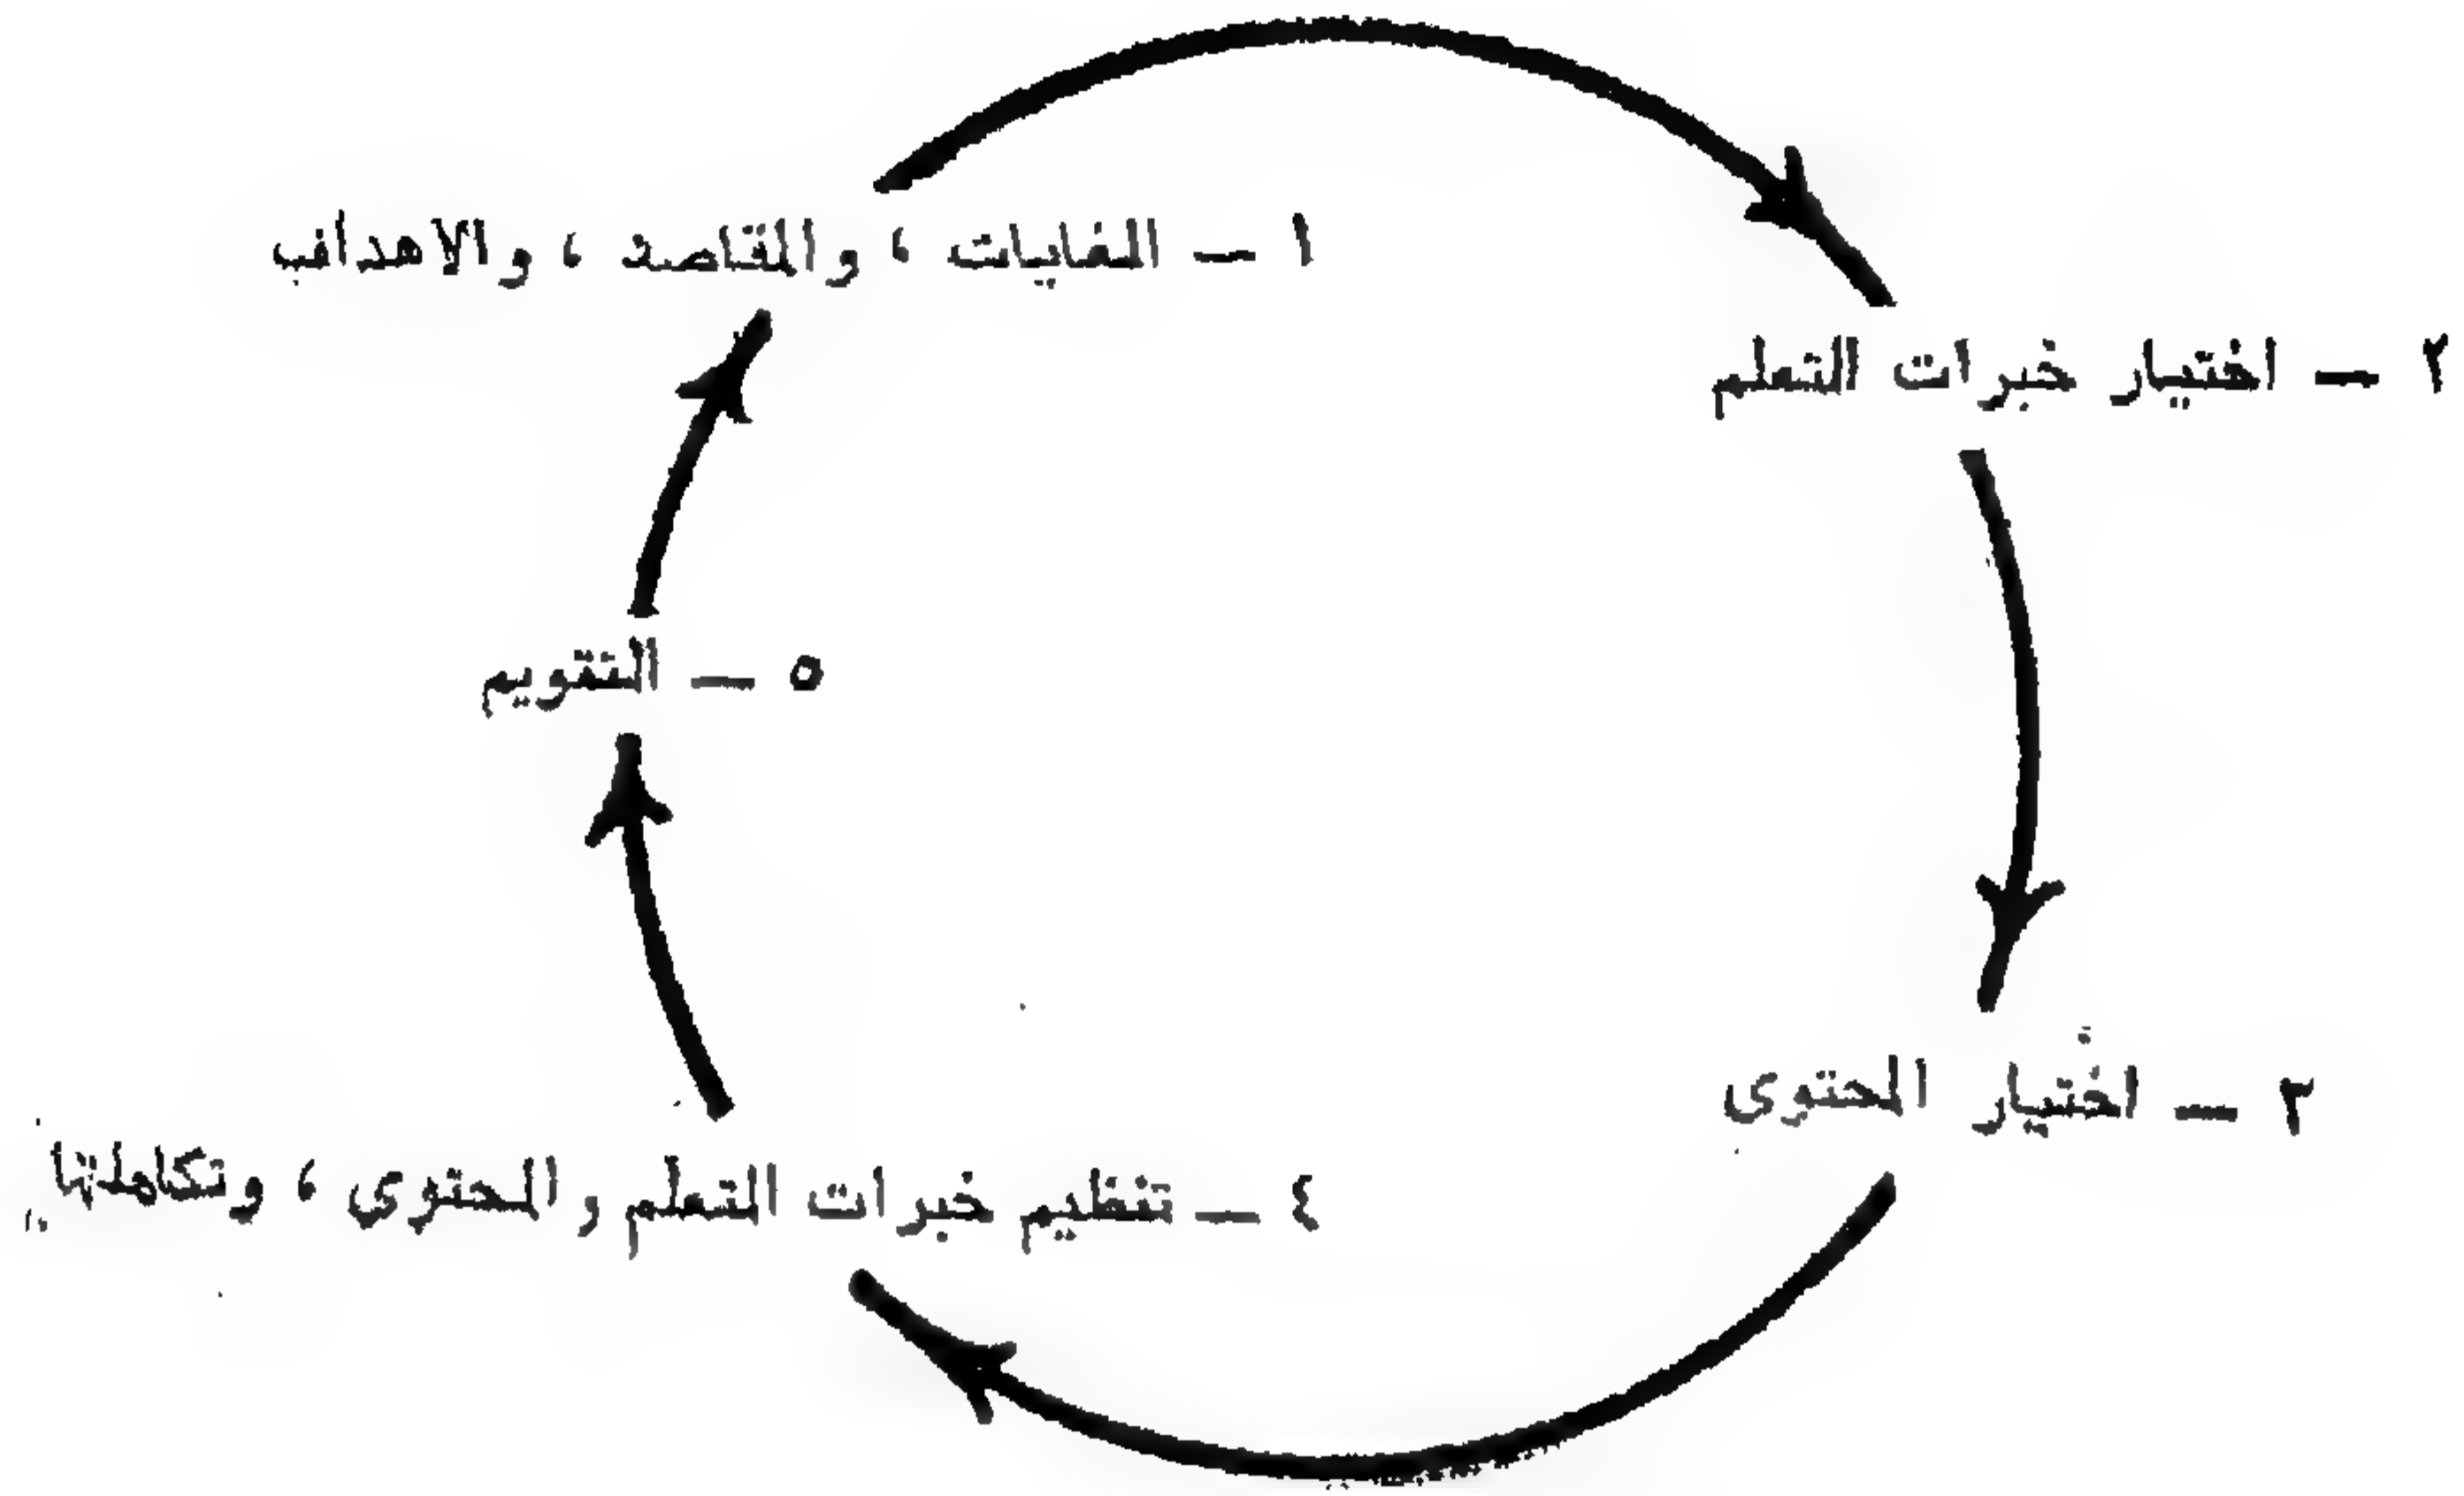 ١ — الغايات ، والمقاصد ، والاهداف
٢ — اختيار خبرات التعلم
٣ — اختيار المحتوى
٤ — تنظيم خبرات التعلم والمحتوى ، وتكاملها
٥ — التقويم